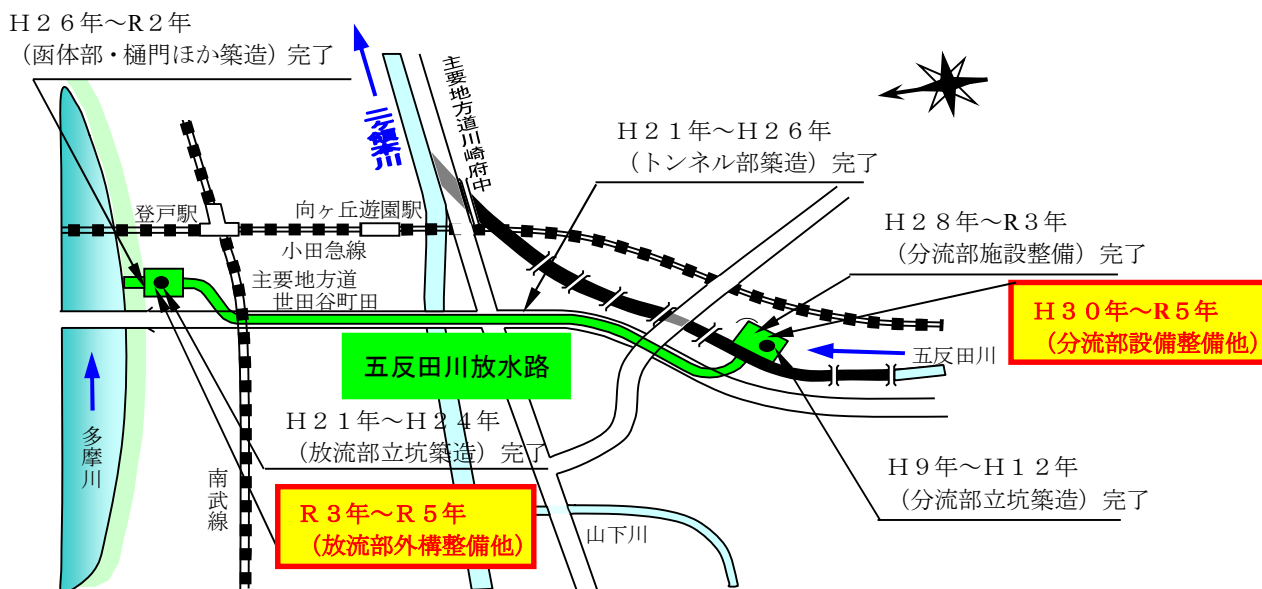 H26年～R2年
（函体部・樋門ほか築造）完了
二ヶ領本川
主要地方道川崎府中
H21年～H26年
（トンネル部築造）完了
登戸駅
向ヶ丘遊園駅
小田急線
H28年～R3年
（分流部施設整備）完了
主要地方道
世田谷町田
H30年～R5年
（分流部設備整備他）
五反田川放水路
五反田川
多摩川
H21年～H24年
（放流部立坑築造）完了
南武線
H9年～H12年
（分流部立坑築造）完了
R3年～R5年
（放流部外構整備他）
山下川